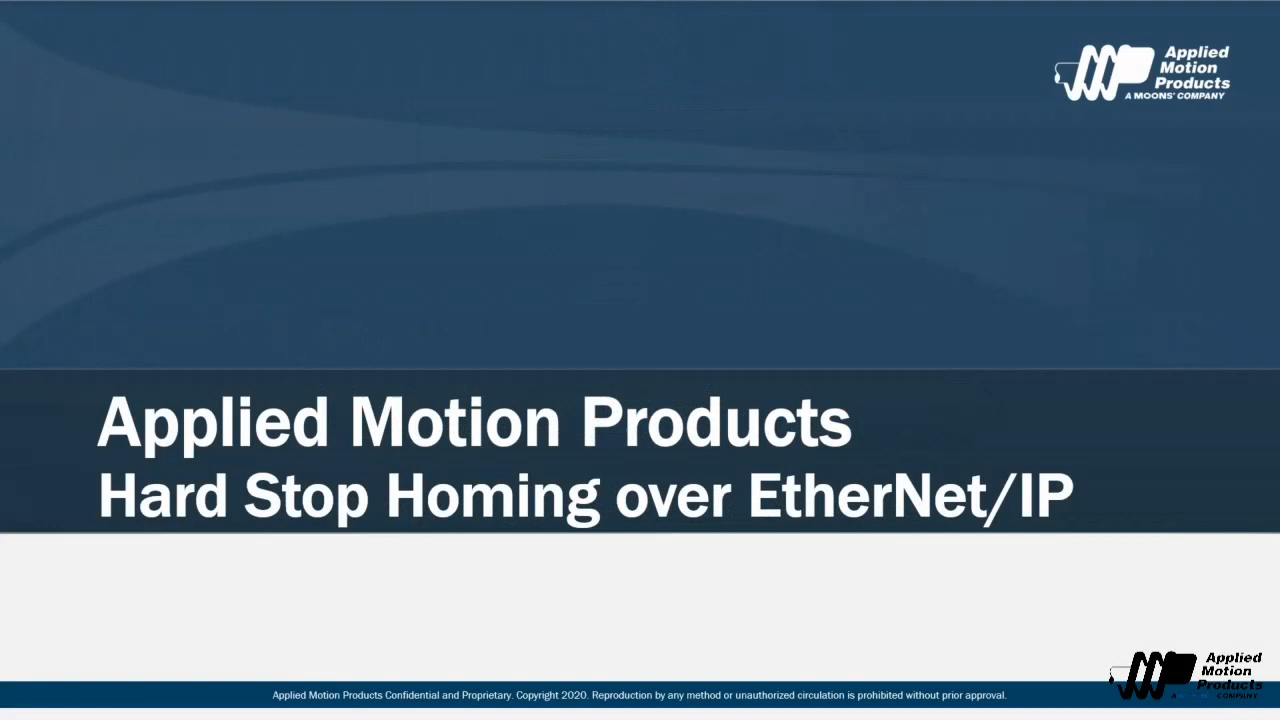 Applied
Motion
Products
A MOONS' COMPANY
Applied Motion Products
Hard Stop Homing over EtherNet/IP
Applied
Motion
Products
COMPANY
Applied Motion Products Confidential and Proprietary. Copyright 2020. Reproduction by any method or unauthorized circulation is prohibited without prior approval.